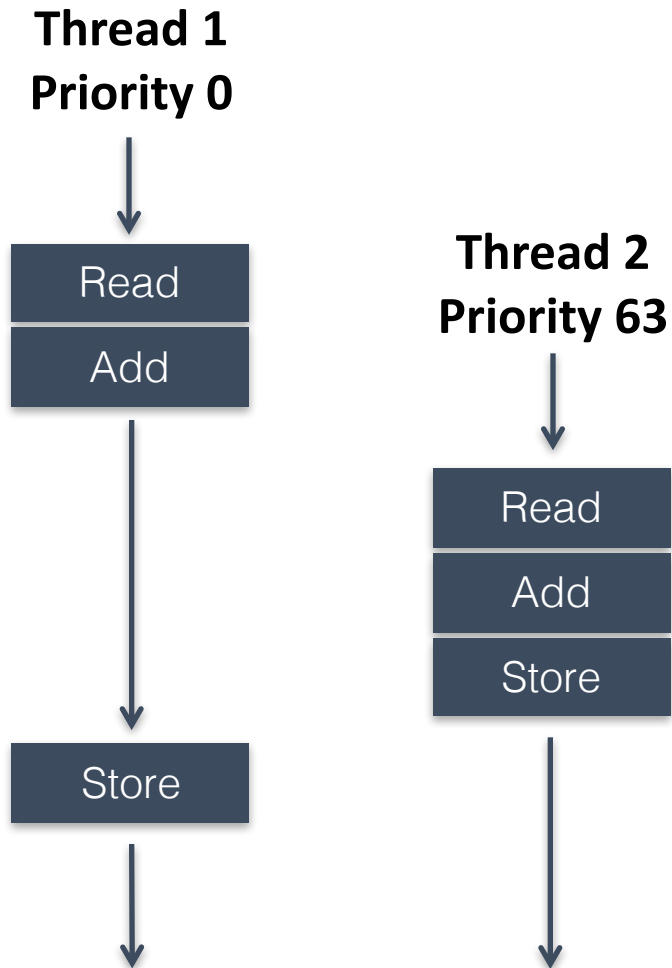 Thread 1
Priority 0
Read
Add
Store
Thread 2
Priority 63
Read
Add
Store